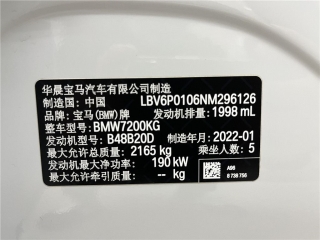 华晨宝马汽车有限公司制造
制造国：中国 LBV6P0106NM296126
品牌：宝马(BMW)牌 发动机排量：1998 mL
整车型号：BMW7200KG
发动机型号：B48B20D 制造年月：2022-01
最大允许总质量：2165 kg 乘坐人数：5
发动机最大净功率：190 kW
最大允许牵引质量：-- kg
A96
8 738 756